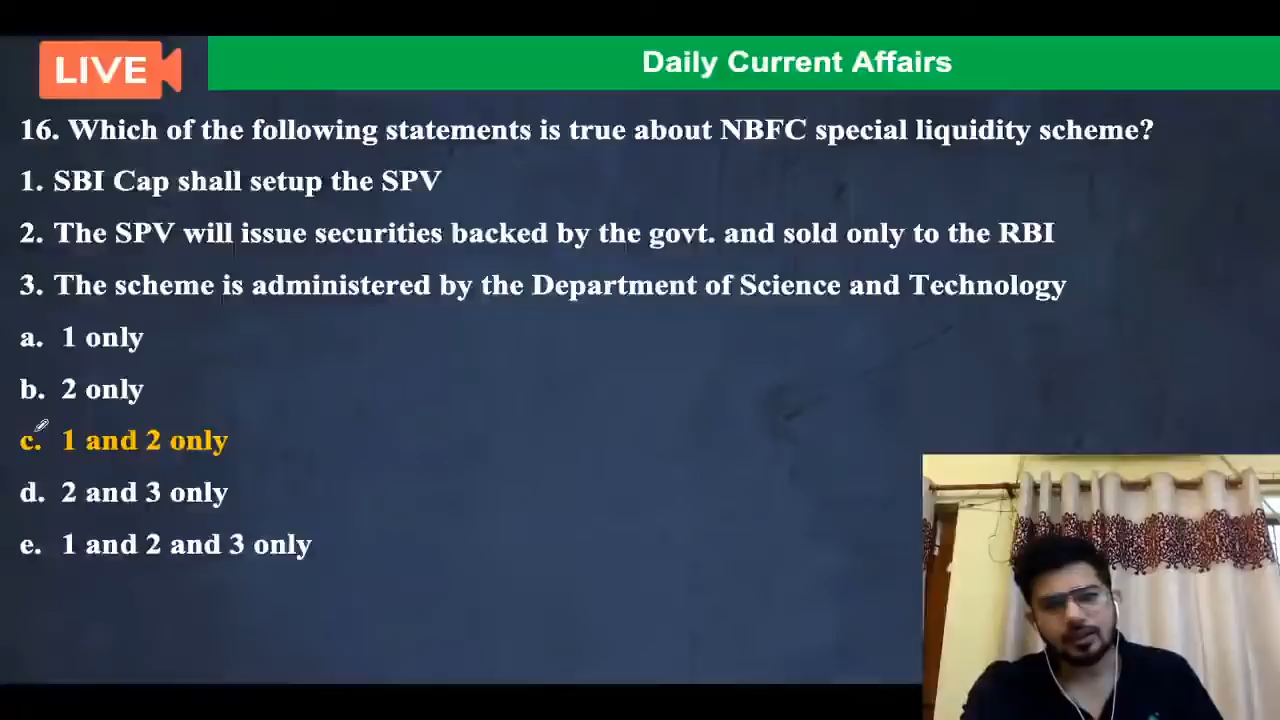 LIVE
Daily Current Affairs
16. Which of the following statements is true about NBFC special liquidity scheme?
1. SBI Cap shall setup the SPV
2. The SPV will issue securities backed by the govt. and sold only to the RBI
3. The scheme is administered by the Department of Science and Technology
a. 1 only
b. 2 only
c. 1 and 2 only
d. 2 and 3 only
e. 1 and 2 and 3 only